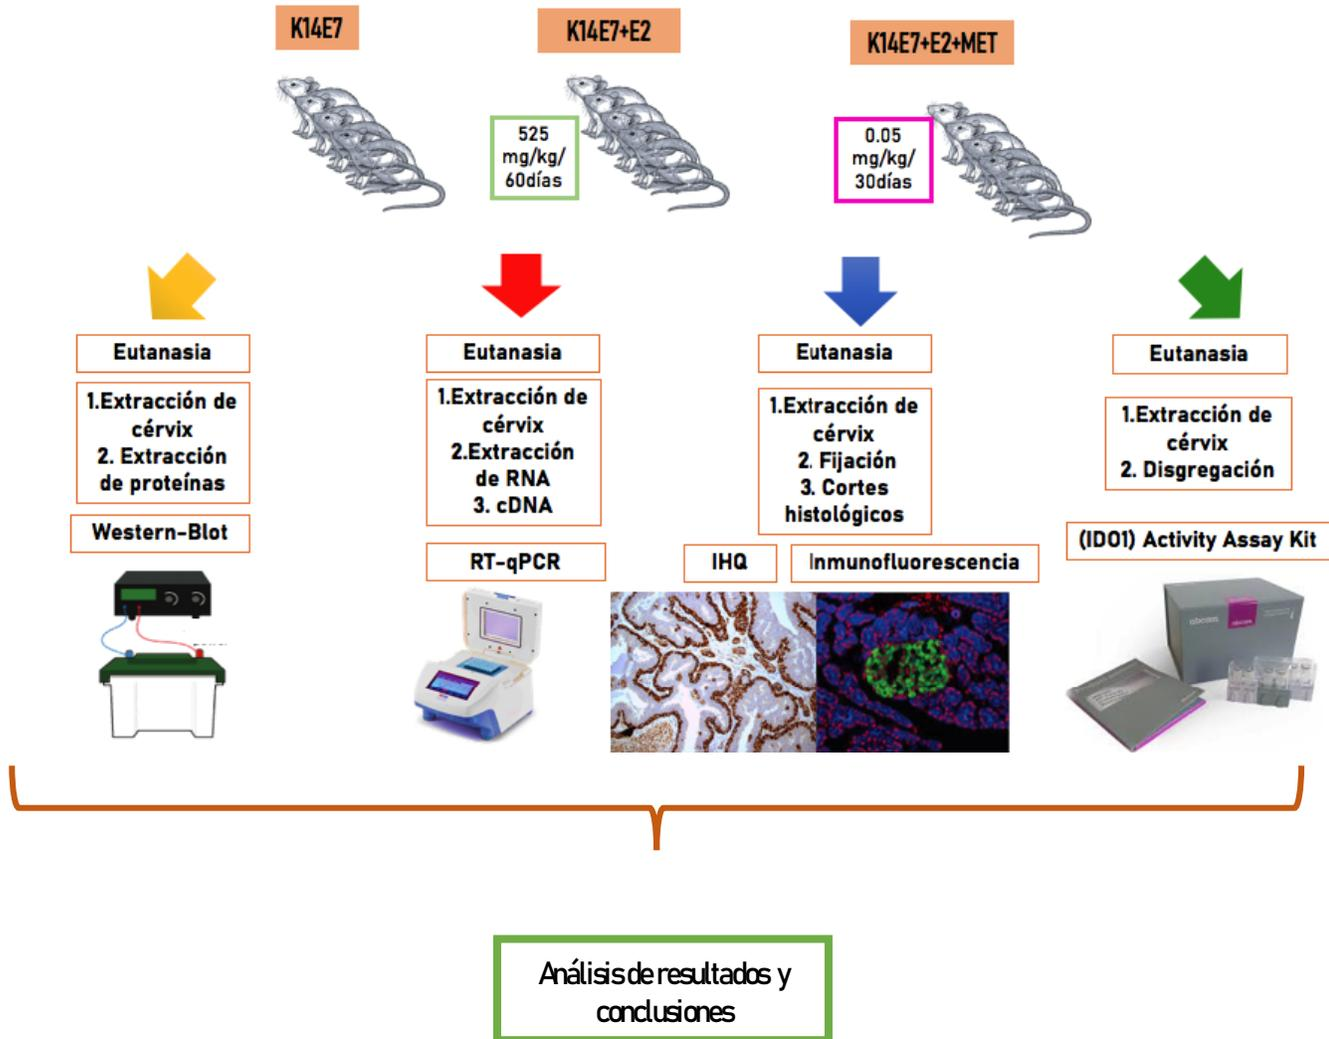 K14E7
K14E7+E2
K14E7+E2+MET
525
mg/kg/
60días
0.05
mg/kg/
30días
Eutanasia
1.Extracción de
cérvix
2. Extracción
de proteínas
Western-Blot
Eutanasia
1.Extracción de
cérvix
2.Extracción
de RNA
3. cDNA
RT-qPCR
Eutanasia
1.Extracción de
cérvix
2. Fijación
3. Cortes
histológicos
IHQ
Inmunofluorescencia
Eutanasia
1.Extracción de
cérvix
2. Disgregación
(IDO1) Activity Assay Kit
abcam
abcam
Análisis de resultados y
conclusiones